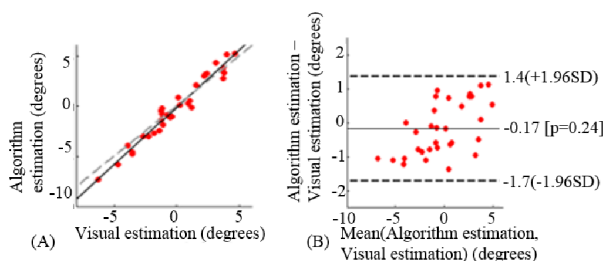 Algorithm
estimation (degrees)
5
0
-5
-10
-5
0
5
Visual estimation (degrees)
(A)
Algorithm estimation –
Visual estimation (degrees)
2
1
0
-1
-2
1.4(+1.96SD)
-0.17 [p=0.24]
-1.7(-1.96SD)
-10
-5
0
5
Mean(Algorithm estimation,
Visual estimation) (degrees)
(B)